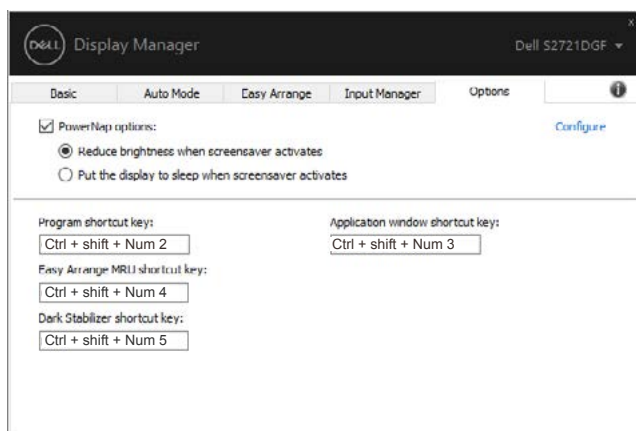 x
DELL Display Manager
Dell S2721DGF
Basic Auto Mode Easy Arrange Input Manager Options
PowerNap options: Configure
Reduce brightness when screensaver activates
Put the display to sleep when screensaver activates
Program shortcut key: Application window shortcut key:
Ctrl + shift + Num 2 Ctrl + shift + Num 3
Easy Arrange MRU shortcut key:
Ctrl + shift + Num 4
Dark Stabilizer shortcut key:
Ctrl + shift + Num 5